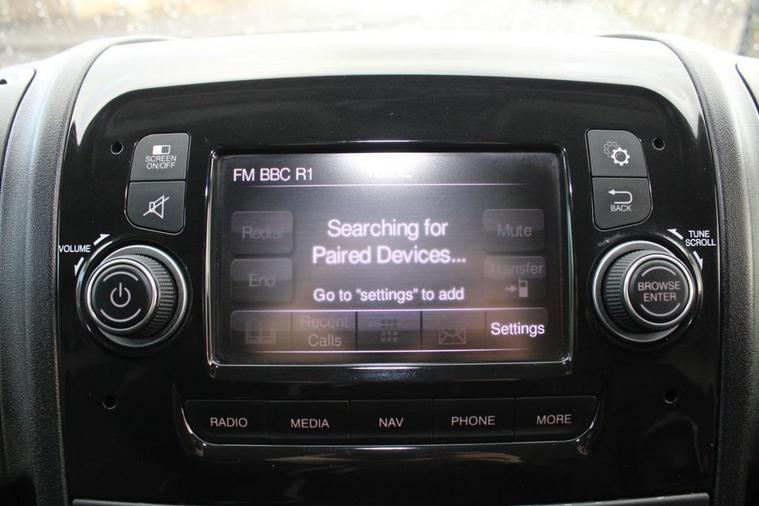 SCREEN
ON/OFF
BACK
VOLUME
TUNE
SCROLL
BROWSE
ENTER
FM BBC R1
Redial
Searching for
Paired Devices...
Mute
End
Transfer
Go to "settings" to add
Recent
Calls
Settings
RADIO
MEDIA
NAV
PHONE
MORE